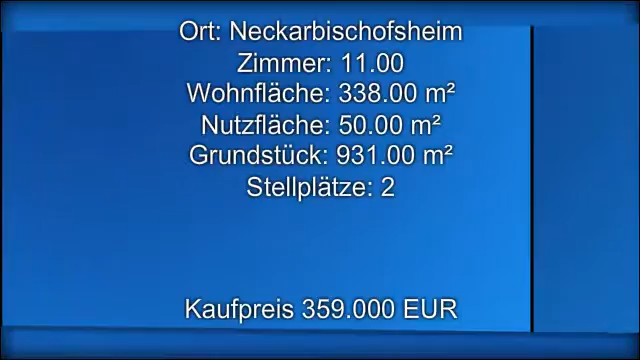 Ort: Neckarbischofsheim
Zimmer: 11.00
Wohnfläche: 338.00 m²
Nutzfläche: 50.00 m²
Grundstück: 931.00 m²
Stellplätze: 2
Kaufpreis 359.000 EUR